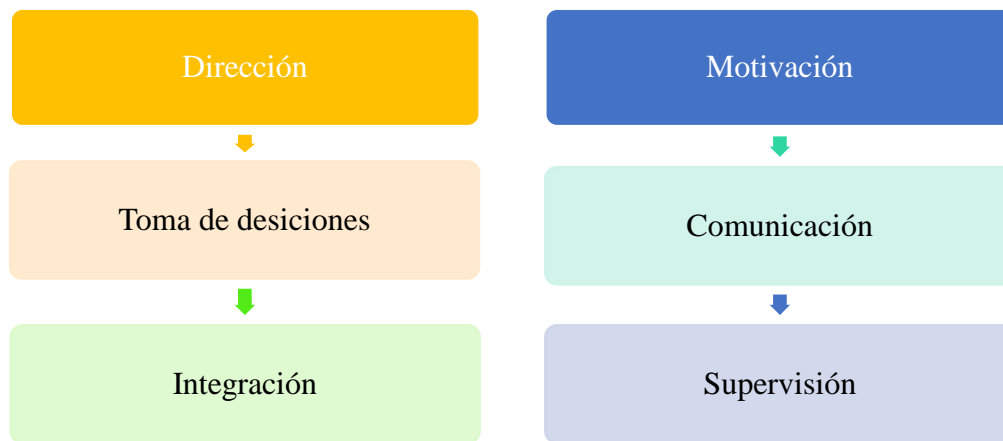 Dirección
Toma de desiciones
Integración
Motivación
Comunicación
Supervisión